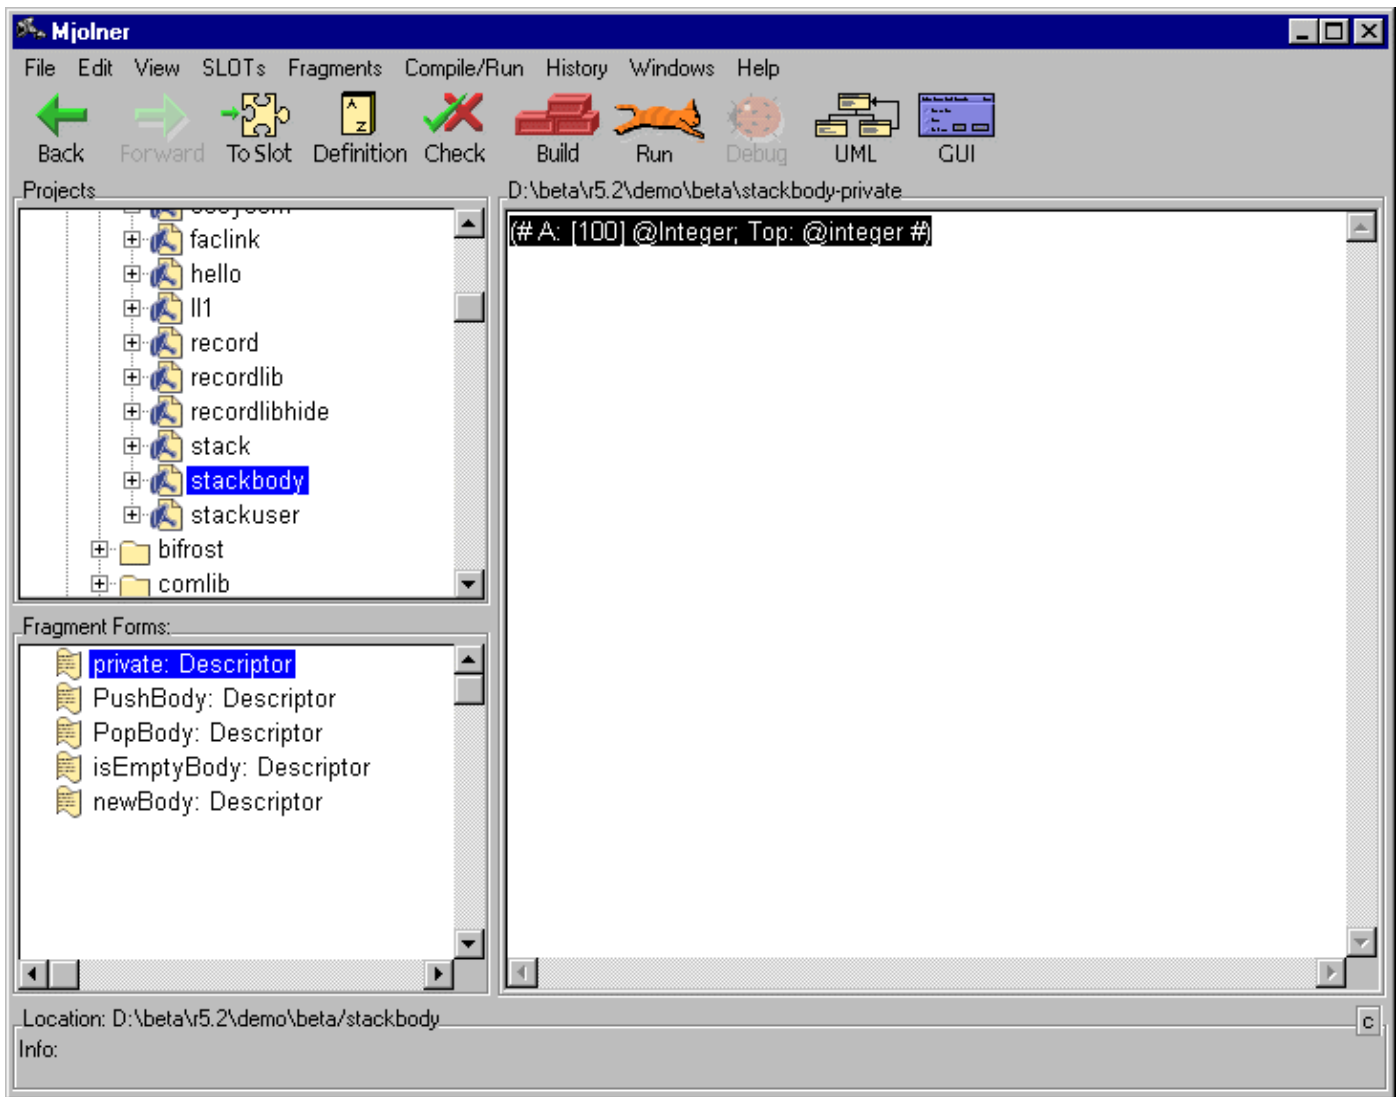 Mjolner
File Edit View SLOTs Fragments Compile/Run History Windows Help
Back Forward To Slot Definition Check Build Run Debug UML GUI
Projects
faclink
hello
ll1
record
recordlib
recordlibhide
stack
stackbody
stackuser
bifrost
comlib
D:\beta\r5.2\demo\beta\stackbody-private
(# A: [100] @Integer; Top: @integer #)
Fragment Forms:
private: Descriptor
PushBody: Descriptor
PopBody: Descriptor
isEmptyBody: Descriptor
newBody: Descriptor
Location: D:\beta\r5.2\demo\beta/stackbody
c
Info: